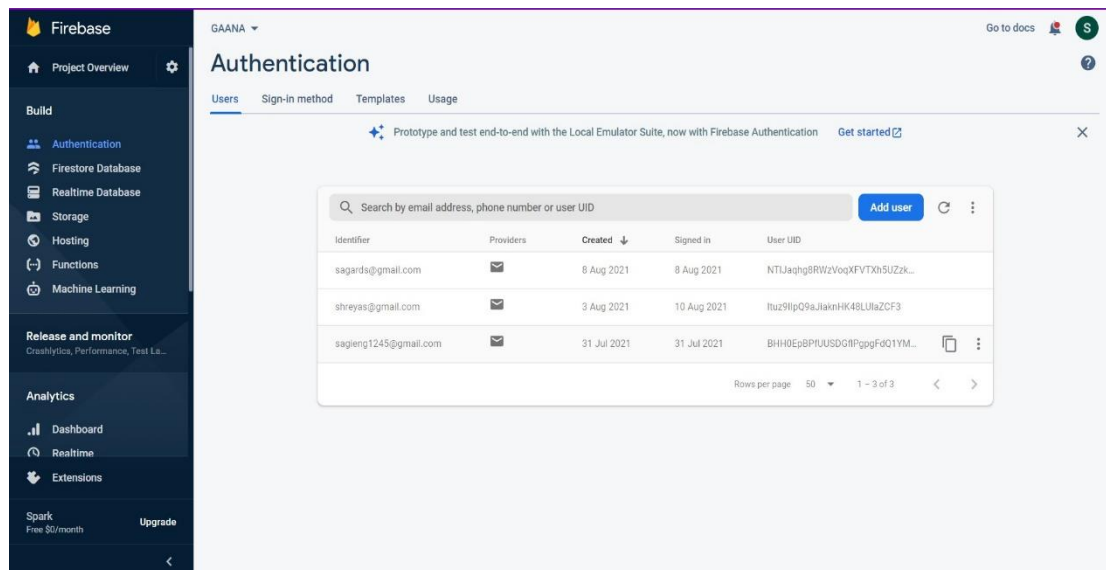 Firebase
Project Overview
Build
Authentication
Firestore Database
Realtime Database
Storage
Hosting
Functions
Machine Learning
Release and monitor
Crashlytics, Performance, Test La...
Analytics
Dashboard
Realtime
Extensions
Spark
Free $0/month
Upgrade
GAANA
Go to docs
S
Authentication
Users Sign-in method Templates Usage
Prototype and test end-to-end with the Local Emulator Suite, now with Firebase Authentication Get started
Search by email address, phone number or user UID Add user
Identifier Providers Created Signed in User UID
sagards@gmail.com 8 Aug 2021 8 Aug 2021
shreyas@gmail.com 3 Aug 2021 10 Aug 2021
sagieng1245@gmail.com 31 Jul 2021 31 Jul 2021
Rows per page 50 1 – 3 of 3